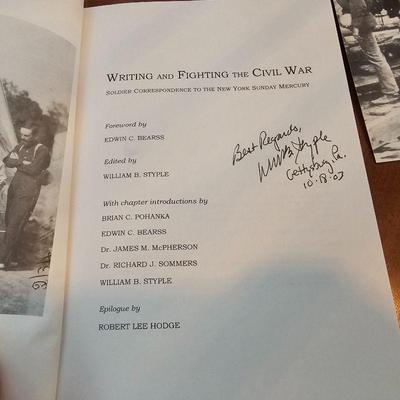 WRITING AND FIGHTING THE CIVIL WAR
SOLDIER CORRESPONDENCE TO THE NEW YORK SUNDAY MERCURY
Foreword by
EDWIN C. BEARSS
Edited by
WILLIAM B. STYPLE
With chapter introductions by
BRIAN C. POHANKA
EDWIN C. BEARSS
Dr. JAMES M. McPHERSON
Dr. RICHARD J. SOMMERS
WILLIAM B. STYPLE
Epilogue by
ROBERT LEE HODGE
Best Regards,
Styple
Gettysburg, Pa.
10-18-03